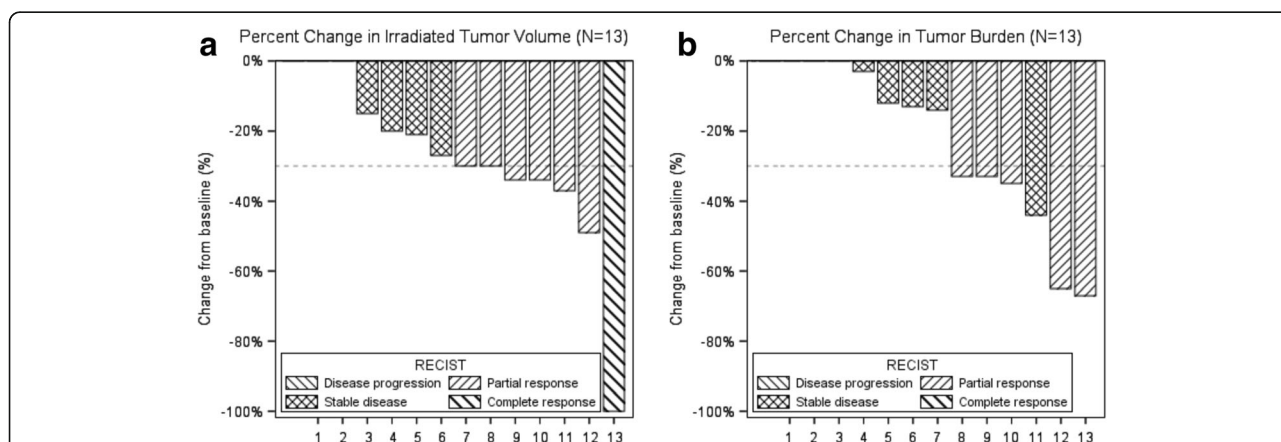 a Percent Change in Irradiated Tumor Volume (N=13)
0%
-20%
-40%
-60%
-80%
-100%
Change from baseline (%)
RECIST
Disease progression Partial response
Stable disease Complete response
1 2 3 4 5 6 7 8 9 10 11 12 13
b Percent Change in Tumor Burden (N=13)
0%
-20%
-40%
-60%
-80%
-100%
Change from baseline (%)
RECIST
Disease progression Partial response
Stable disease Complete response
1 2 3 4 5 6 7 8 9 10 11 12 13